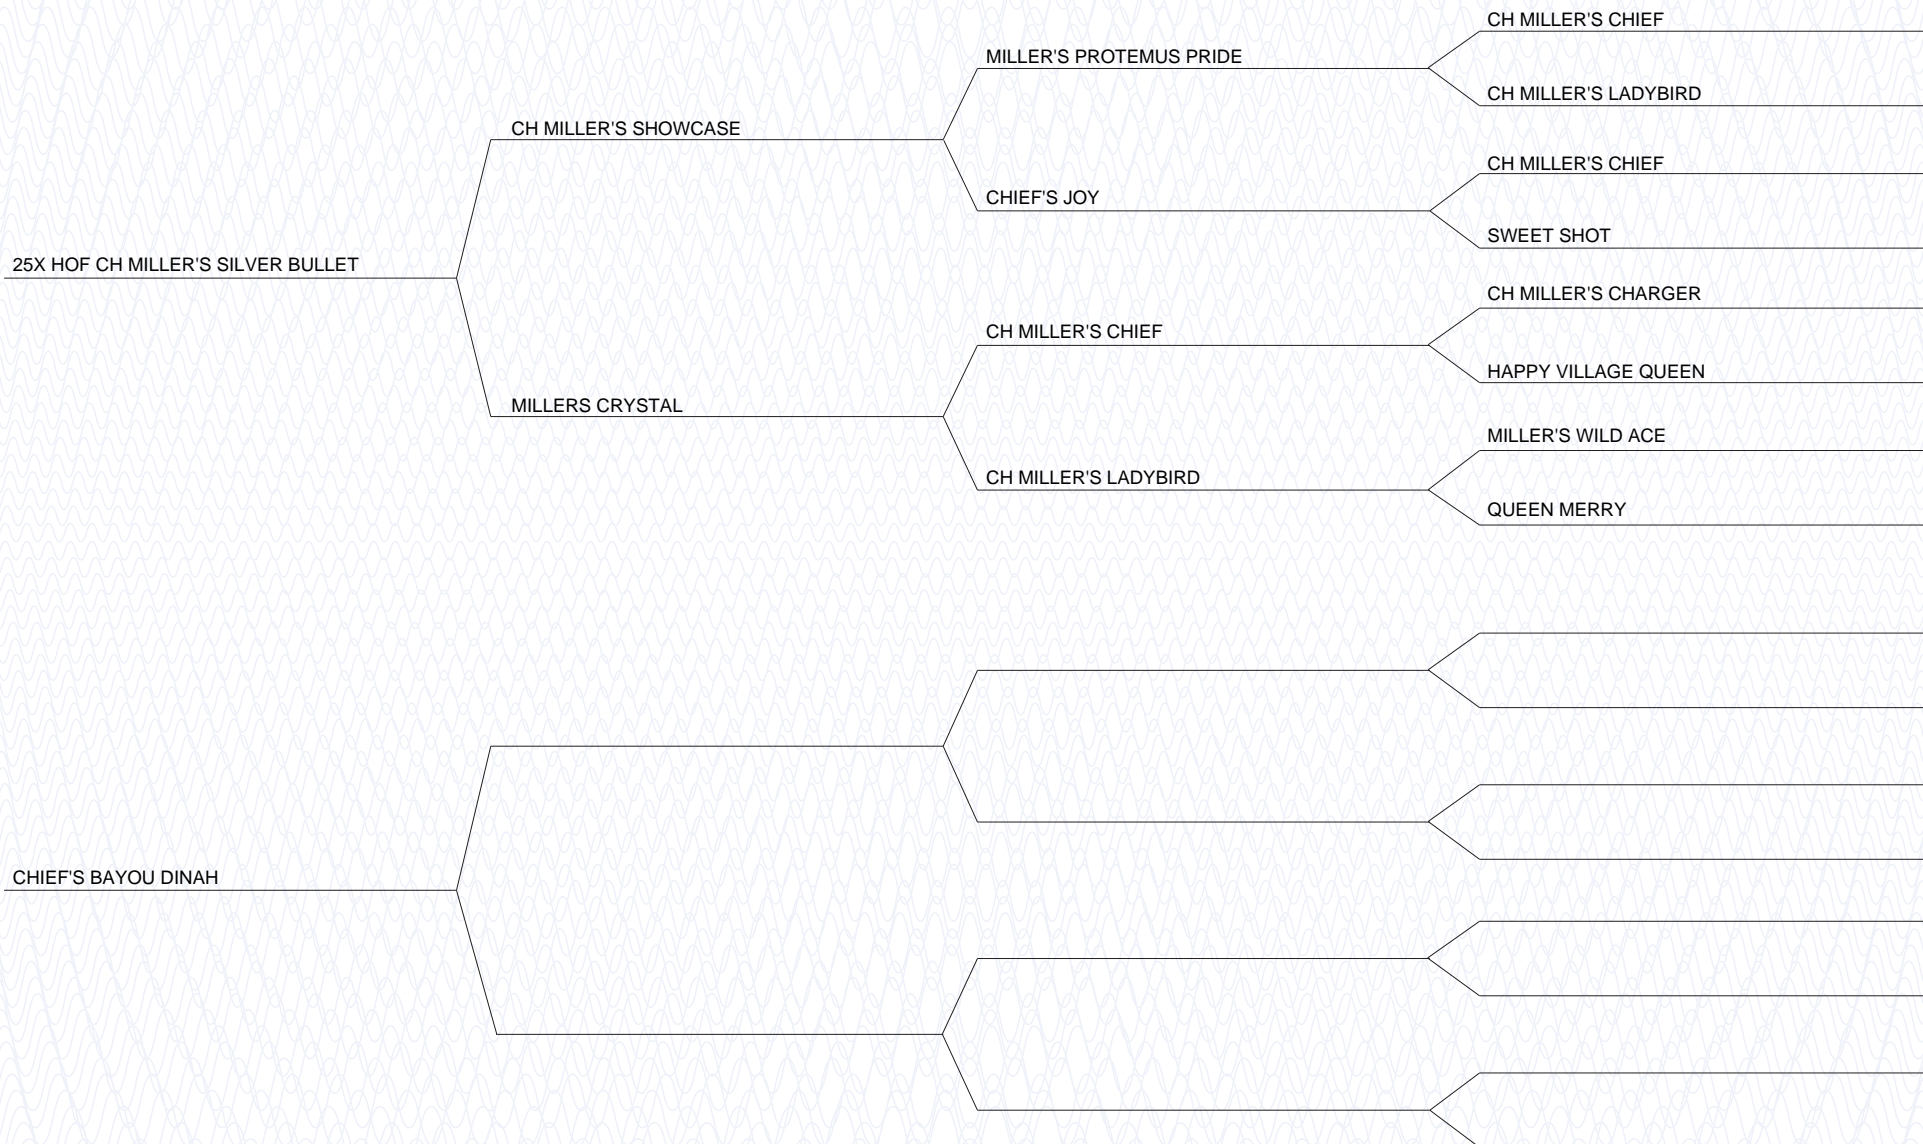 CH MILLER'S CHIEF
MILLER'S PROTEMUS PRIDE
CH MILLER'S LADYBIRD
CH MILLER'S SHOWCASE
CH MILLER'S CHIEF
CHIEF'S JOY
SWEET SHOT
25X HOF CH MILLER'S SILVER BULLET
CH MILLER'S CHARGER
CH MILLER'S CHIEF
HAPPY VILLAGE QUEEN
MILLERS CRYSTAL
MILLER'S WILD ACE
CH MILLER'S LADYBIRD
QUEEN MERRY
CHIEF'S BAYOU DINAH